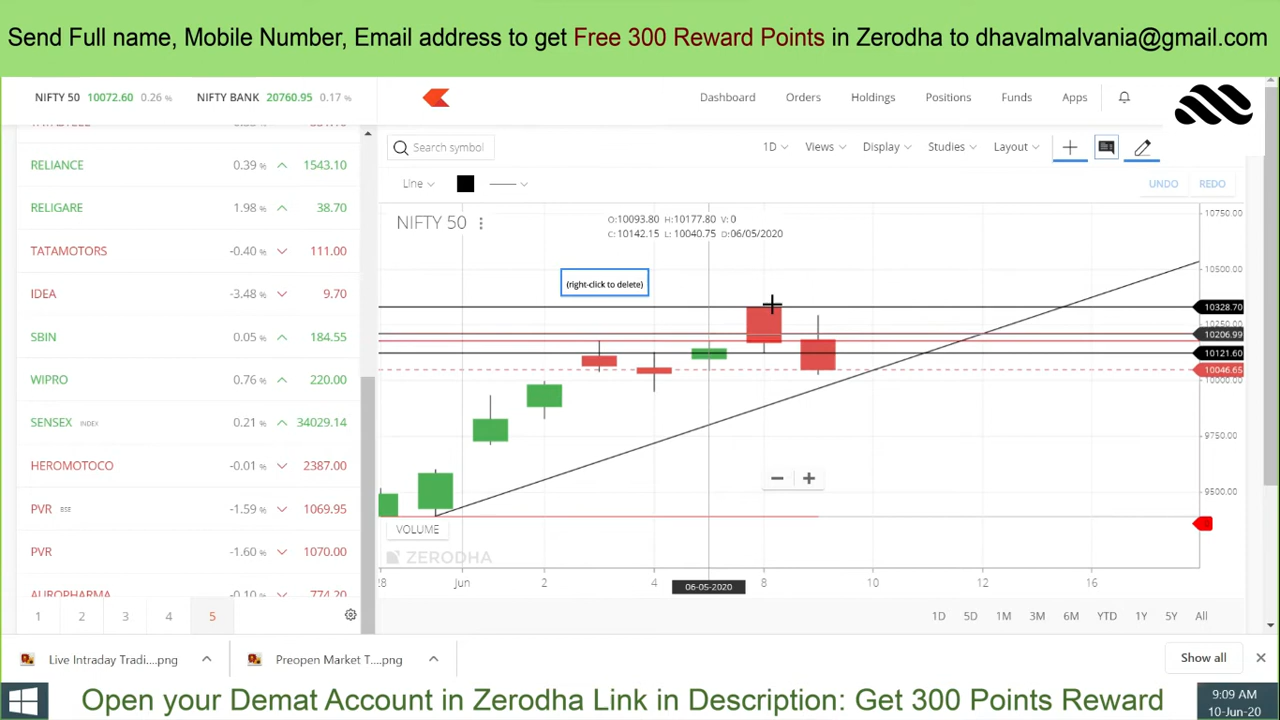 Send Full name, Mobile Number, Email address to get Free 300 Reward Points in Zerodha to dhavalmalvania@gmail.com
NIFTY 50 10072.60 0.26 % NIFTY BANK 20760.95 0.17 %
Dashboard Orders Holdings Positions Funds Apps
RELIANCE 0.39 % 1543.10
RELIGARE 1.98 % 38.70
TATAMOTORS -0.40 % 111.00
IDEA -3.48 % 9.70
SBIN 0.05 % 184.55
WIPRO 0.76 % 220.00
SENSEX INDEX 0.21 % 34029.14
HEROMOTOCO -0.01 % 2387.00
PVR BSE -1.59 % 1069.95
PVR -1.60 % 1070.00
AUROPHARMA -0.10 % 774.20
1 2 3 4 5
Search symbol 1D Views Display Studies Layout
Line UNDO REDO
NIFTY 50
O:10093.80 H:10177.80 V:0
C:10142.15 L: 10040.75 D:06/05/2020
(right-click to delete)
10750.00
10500.00
10328.70
10250.00
10206.99
10121.60
10046.65
10000.00
9750.00
9500.00
VOLUME
ZERODHA
28 Jun 2 4 06-05-2020 8 10 12 16
1D 5D 1M 3M 6M YTD 1Y 5Y All
Live Intraday Tradi....png Preopen Market T....png Show all
Open your Demat Account in Zerodha Link in Description: Get 300 Points Reward
9:09 AM
10-Jun-20